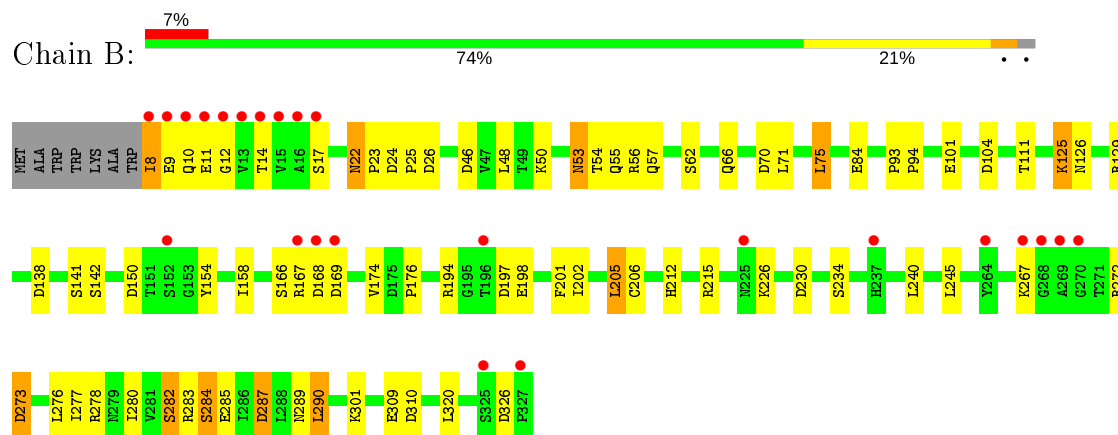 7%
Chain B:
74% 21% • •
MET ALA TRP TRP LYS ALA TRP I8 E9 Q10 E11 G12 V13 T14 V15 A16 S17 N22 P23 D24 P25 D26 D46 V47 L48 T49 K50 N53 T54 Q55 R56 Q57 S62 Q66 D70 L71 L75 E84 P93 P94 E101 D104 T111 K125 N126 R129
D138 S141 S142 D150 T151 S152 G153 Y154 I158 S166 R167 D168 D169 V174 D175 P176 R194 G195 T196 D197 E198 F201 I202 L205 C206 H212 R215 N225 K226 D230 S234 H237 L240 L245 Y264 K267 G268 A269 G270 T271
D273 L276 I277 R278 N279 I280 V281 S282 R283 S284 E285 I286 D287 L288 N289 L290 K301 E309 D310 L320 S325 D326 P327